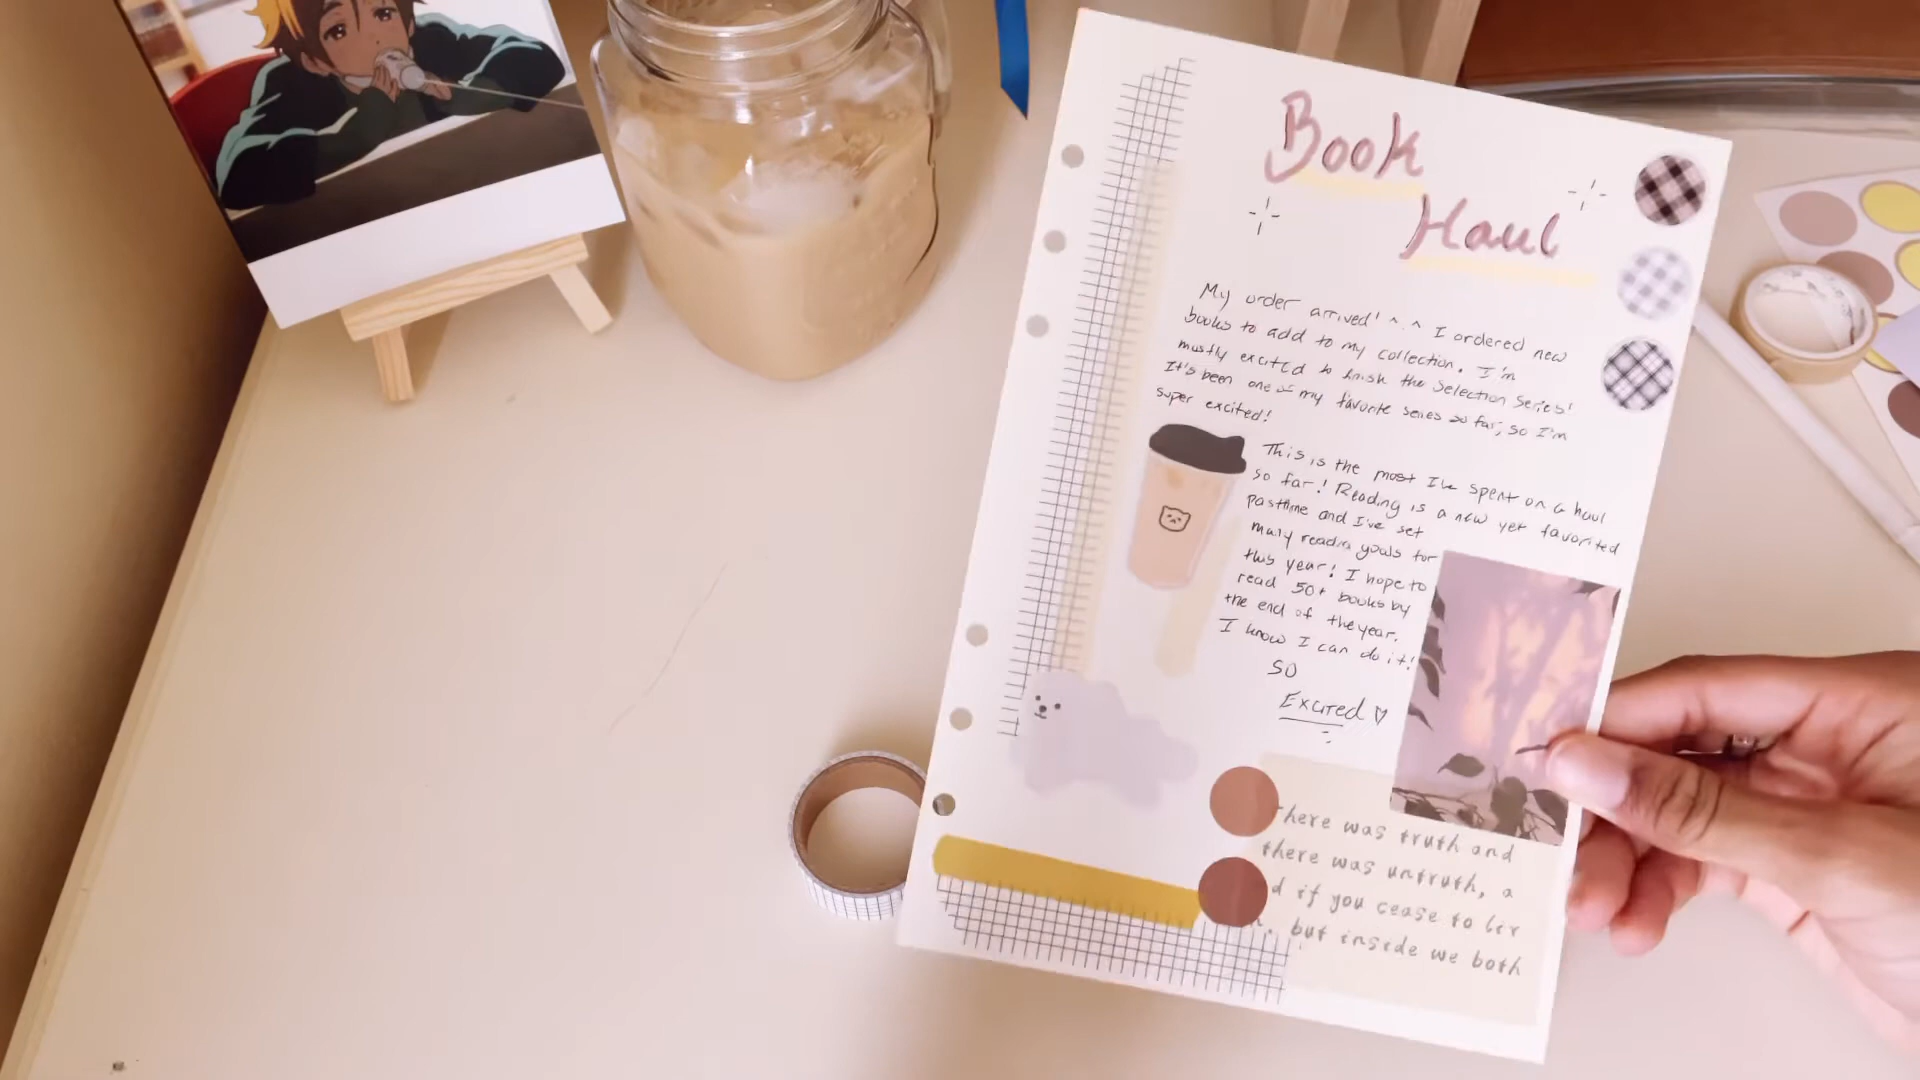 Book
Haul
My order arrived! ^.^ I ordered new
books to add to my collection. I'm
mostly excited to finish the Selection Series!
It's been one of my favorite series so far, so I'm
super excited!
This is the most I've spent on a haul
so far! Reading is a new yet favorited
pasttime and I've set
many reading goals for
this year! I hope to
read 50+ books by
the end of the year.
I know I can do it!
SO
Excited
there was truth and
there was untruth, a
d if you cease to liv
but inside we both